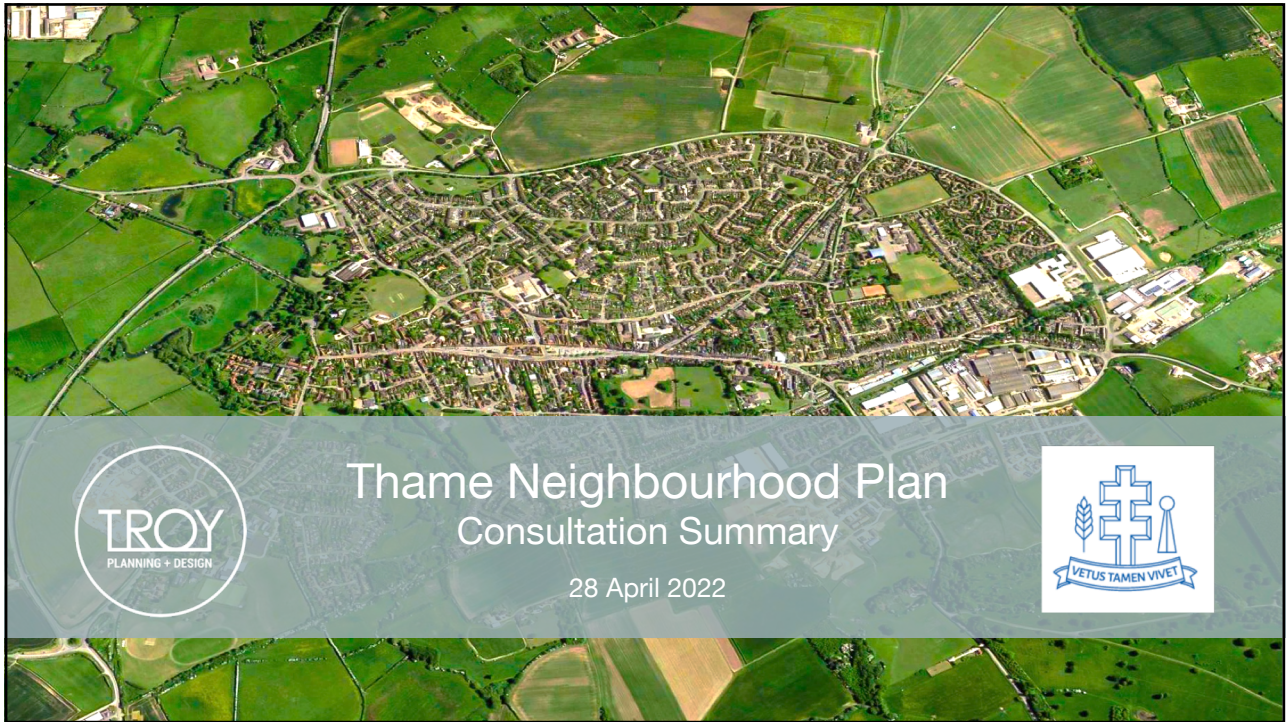 Thame Neighbourhood Plan
Consultation Summary
28 April 2022
TROY
PLANNING + DESIGN
VETUS TAMEN VIVET